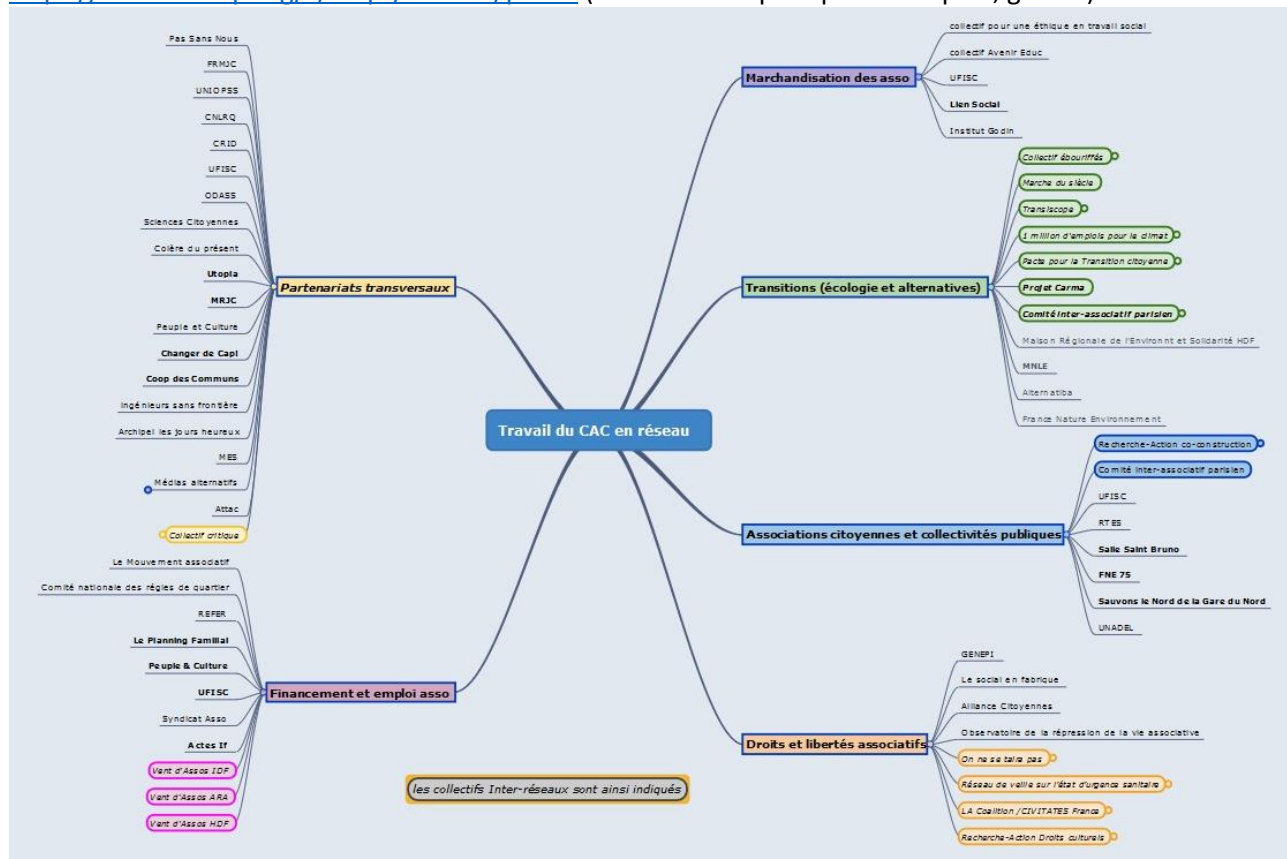 Pas Sans Nous
FRMJC
UNIOPSS
CNLRQ
CRID
UFISC
ODASS
Sciences Citoyennes
Colère du présent
Utopia
MRJC
Peuple et Culture
Changer de Capl
Coop des Communs
Ingénieurs sans frontière
Archipel les jours heureux
MES
Médias alternatifs
Attac
Collectif critique
Partenariats transversaux
Le Mouvement associatif
Comité nationale des régies de quartier
REFER
Le Planning Familial
Peuple & Culture
UFISC
Syndicat Asso
Actes If
Vent d'Assos IDF
Vent d'Assos ARA
Vent d'Assos HDF
Financement et emploi asso
Travail du CAC en réseau
les collectifs Inter-réseaux sont ainsi indiqués
Marchandisation des asso
collectif pour une éthique en travail social
collectif Avenir Educ
UFISC
Lien Social
Institut Godin
Transitions (écologie et alternatives)
Collectif ébouriffés
Marche du siècle
Transiscope
1 million d'emplois pour le climat
Pacte pour la Transition citoyenne
Projet Carma
Comité Inter-associatif parisien
Maison Régionale de l'Environnt et Solidarité HDF
MNLE
Alternatiba
France Nature Environnement
Associations citoyennes et collectivités publiques
Recherche-Action co-construction
Comité Inter-associatif parisien
UFISC
RTES
Salle Saint Bruno
FNE 75
Sauvons le Nord de la Gare du Nord
UNADEL
Droits et libertés associatifs
GENEPI
Le social en fabrique
Alliance Citoyennes
Observatoire de la répression de la vie associative
On ne se taira pas
Réseau de veille sur l'état d'urgence sanitaire
LA Coalition /CIVITATES France
Recherche-Action Droits culturels